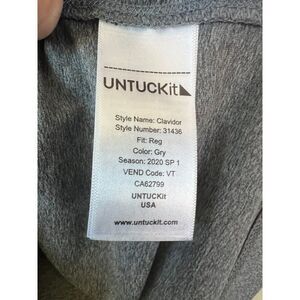 UNTUCKit
Style Name: Clavidor
Style Number: 31436
Fit: Reg
Color: Gry
Season: 2020 SP 1
VEND Code: VT
CA62799
UNTUCKit
USA
www.untuckit.com